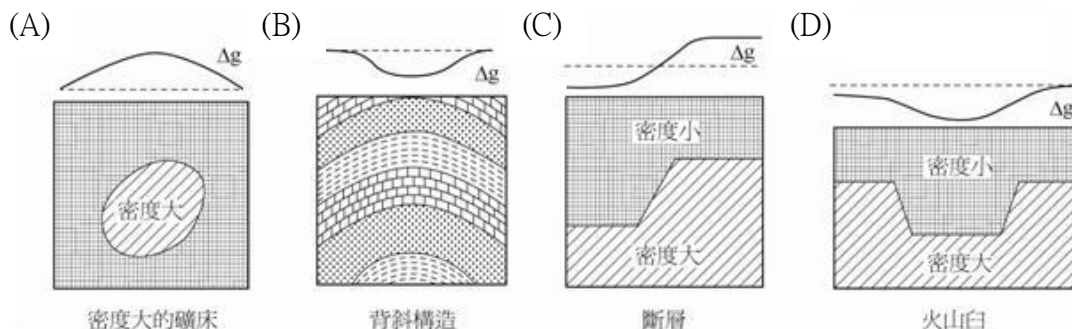 (A) (B) (C) (D)
Δg Δg Δg Δg
密度大
密度小
密度大
密度小
密度大
密度大的礦床 背斜構造 斷層 火山臼